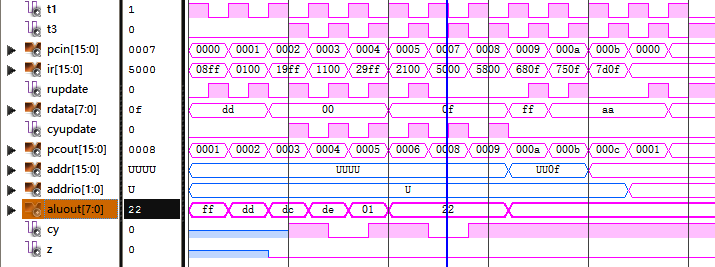 t1 1
t3 0
pcin[15:0] 0007 0000 0001 0002 0003 0004 0005 0007 0008 0009 000a 000b 0000
ir[15:0] 5000 08ff 0100 19ff 1100 29ff 2100 5000 5800 680f 750f 7d0f
rupdate 0
rdata[7:0] 0f dd 00 0f ff aa
cyupdate 0
pcout[15:0] 0008 0001 0002 0003 0004 0005 0006 0008 0009 000a 000b 000c 0001
addr[15:0] UUUU UUUU UU0f
addrio[1:0] U U
aluout[7:0] 22 ff dd dc de 01 22
cy 0
z 0